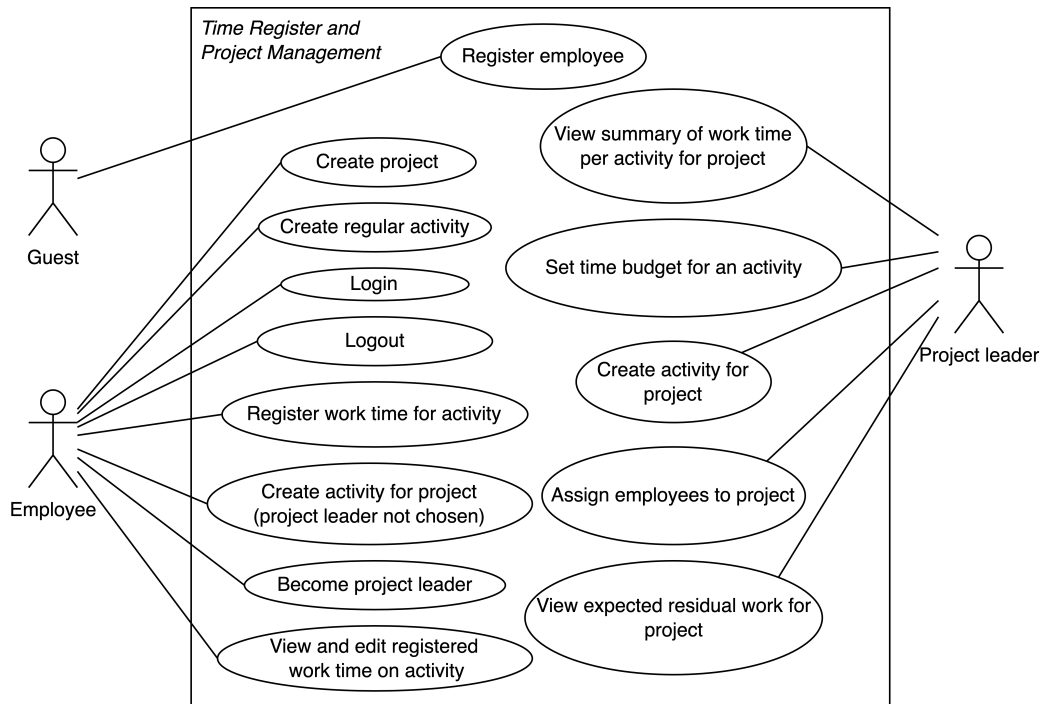 Time Register and
Project Management
Register employee
View summary of work time
per activity for project
Create project
Guest
Create regular activity
Set time budget for an activity
Login
Logout
Project leader
Create activity for
project
Register work time for activity
Employee
Create activity for project
(project leader not chosen)
Assign employees to project
Become project leader
View expected residual work for
project
View and edit registered
work time on activity